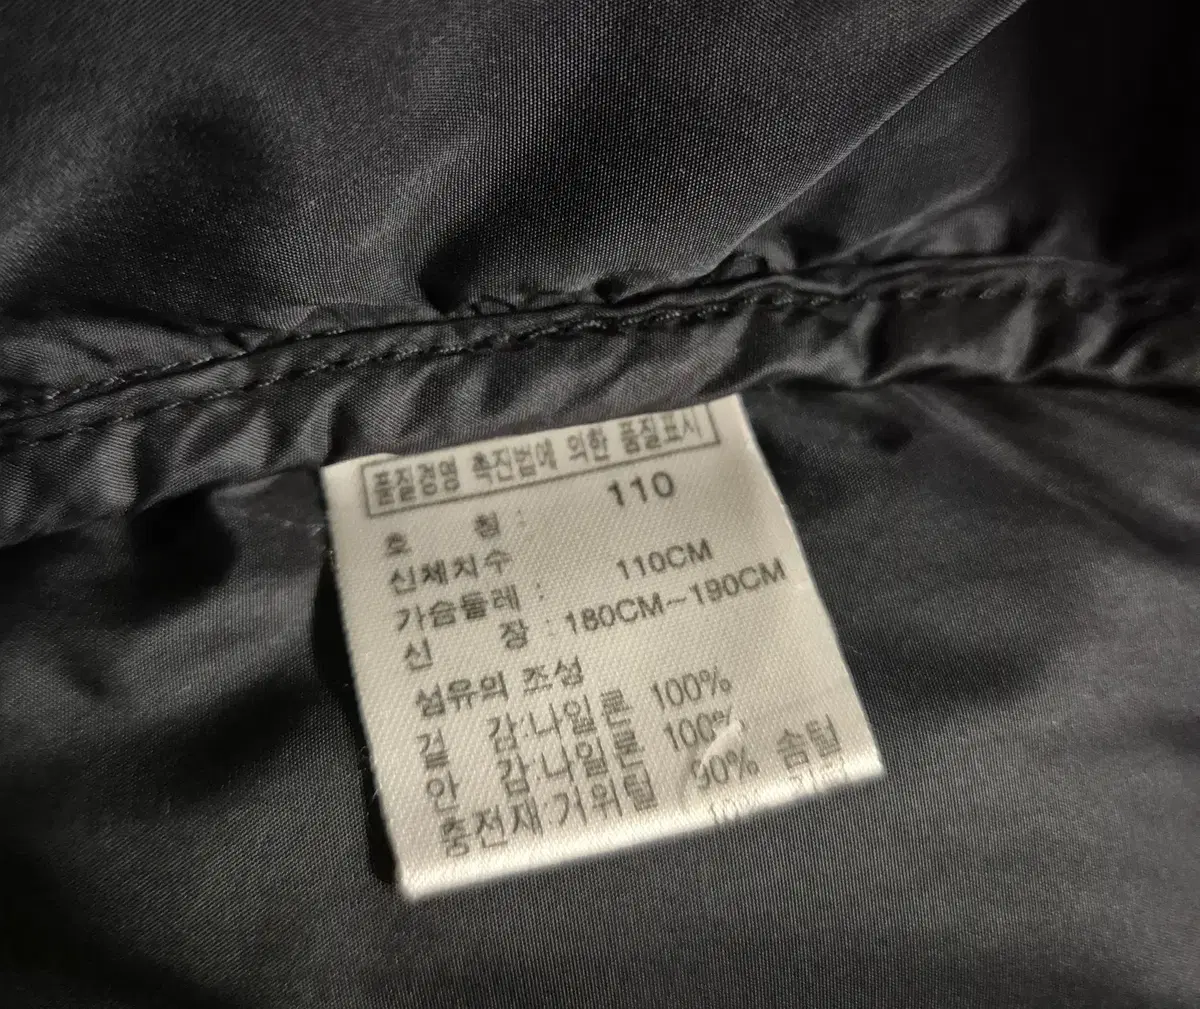 품질경영 촉진법에 의한 품질표시
호 칭 : 110
신체치수
가슴둘레 : 110CM
신 장 : 180CM~190CM
섬유의 조성
겉 감:나일론 100%
안 감:나일론 100%
충전재:거위털 90% 솜털
10%